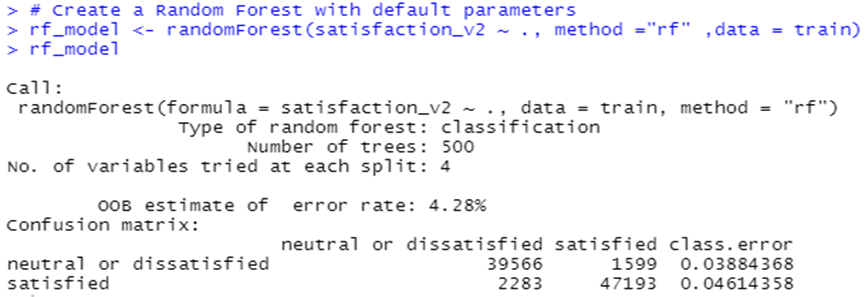 > # Create a Random Forest with default parameters
> rf_model <- randomForest(satisfaction_v2 ~ ., method ="rf" ,data = train)
> rf_model
Call:
randomForest(formula = satisfaction_v2 ~ ., data = train, method = "rf")
Type of random forest: classification
Number of trees: 500
No. of variables tried at each split: 4
OOB estimate of  error rate: 4.28%
Confusion matrix:
neutral or dissatisfied satisfied class.error
neutral or dissatisfied 39566 1599 0.03884368
satisfied 2283 47193 0.04614358